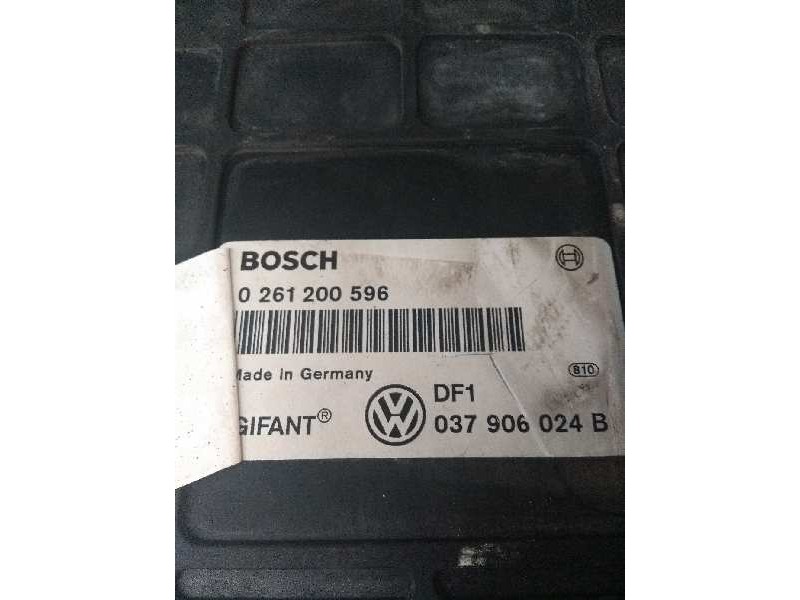 BOSCH
0 261 200 596
Made in Germany
810
GIFANT®
DF1
037 906 024 B